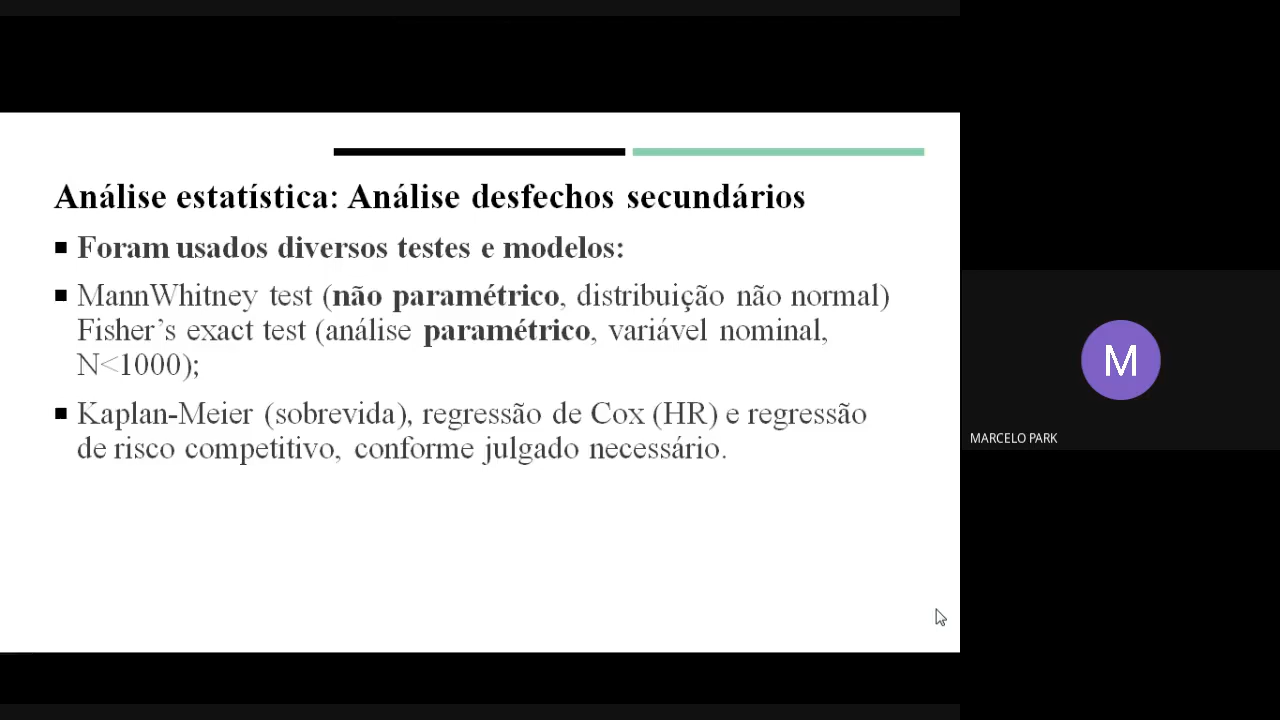 Análise estatística: Análise desfechos secundários
Foram usados diversos testes e modelos:
MannWhitney test (não paramétrico, distribuição não normal)
Fisher’s exact test (análise paramétrico, variável nominal,
N<1000);
Kaplan-Meier (sobrevida), regressão de Cox (HR) e regressão
de risco competitivo, conforme julgado necessário.
M
MARCELO PARK